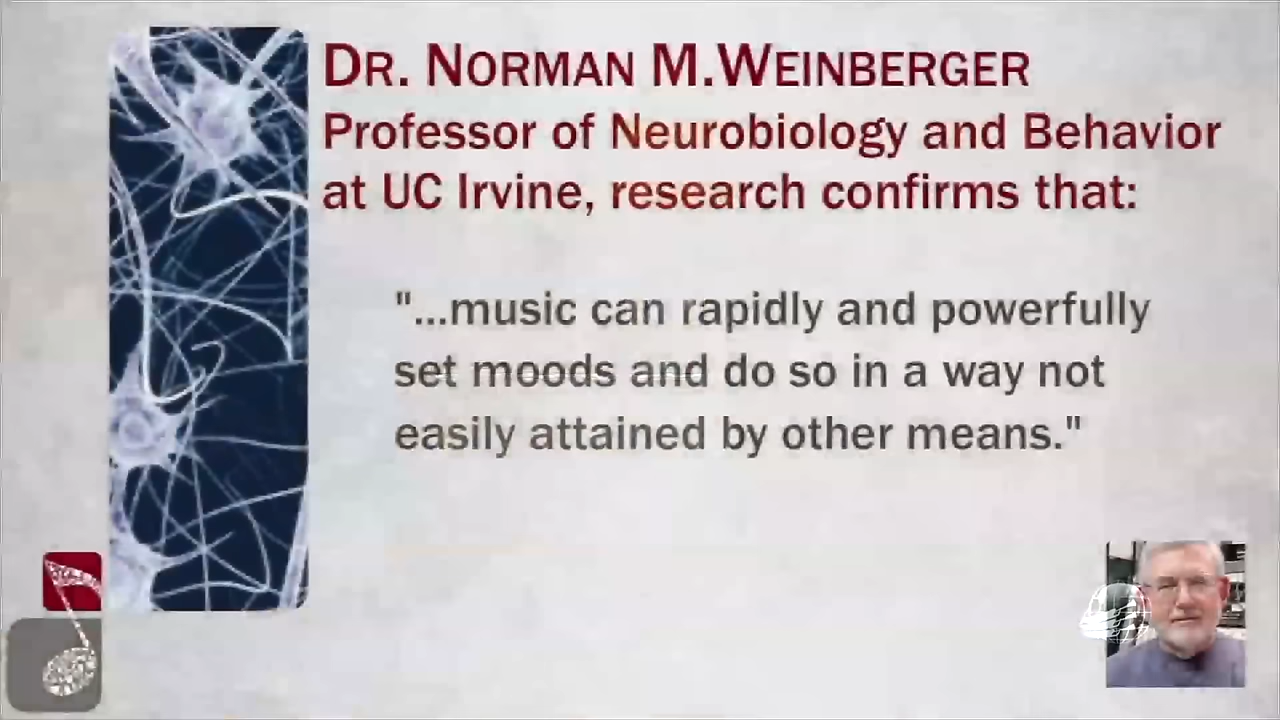 DR. NORMAN M.WEINBERGER
Professor of Neurobiology and Behavior
at UC Irvine, research confirms that:
"...music can rapidly and powerfully
set moods and do so in a way not
easily attained by other means."